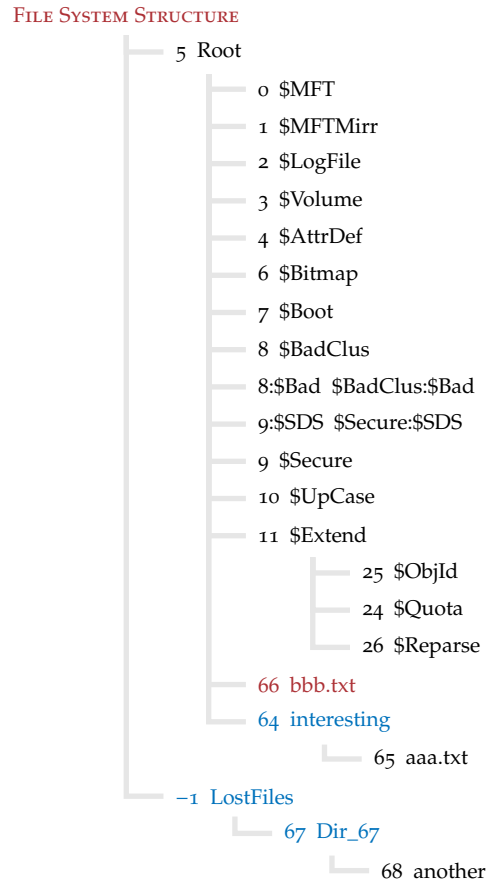 File System Structure
5 Root
0 $MFT
1 $MFTMirr
2 $LogFile
3 $Volume
4 $AttrDef
6 $Bitmap
7 $Boot
8 $BadClus
8:$Bad $BadClus:$Bad
9:$SDS $Secure:$SDS
9 $Secure
10 $UpCase
11 $Extend
25 $ObjId
24 $Quota
26 $Reparse
66 bbb.txt
64 interesting
65 aaa.txt
−1 LostFiles
67 Dir_67
68 another